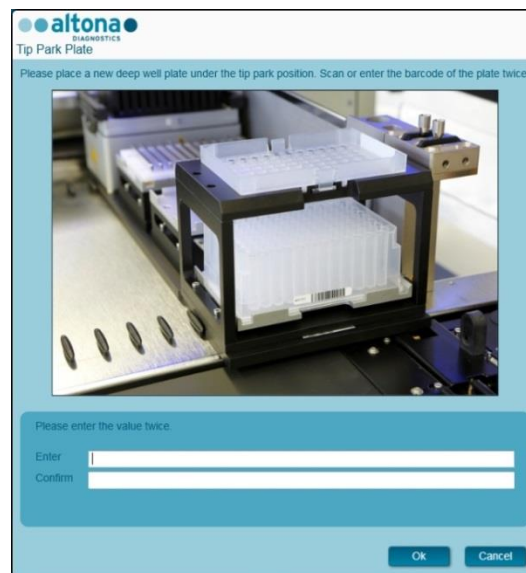 altona
DIAGNOSTICS
Tip Park Plate
Please place a new deep well plate under the tip park position. Scan or enter the barcode of the plate twice
Please enter the value twice.
Enter
Confirm
Ok
Cancel